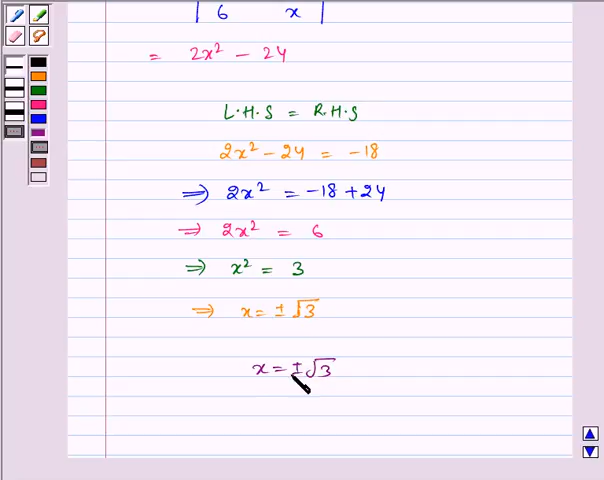 | 6 x |
= 2x² - 24
L.H.S = R.H.S
2x² - 24 = -18
⇒ 2x² = -18 + 24
⇒ 2x² = 6
⇒ x² = 3
⇒ x = ± √3
x = ± √3